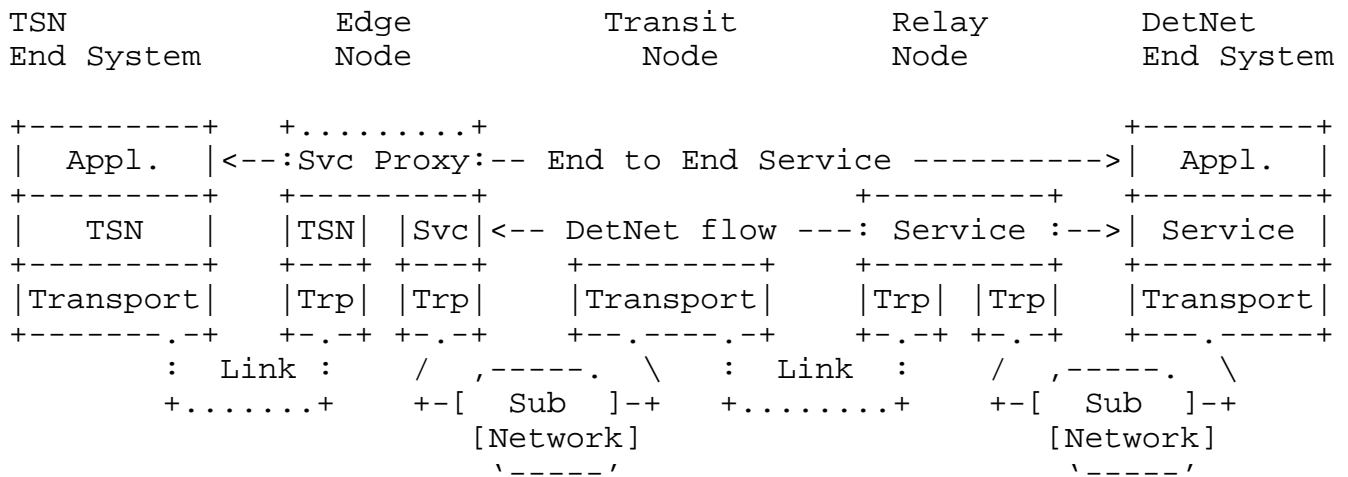 TSN                 Edge             Transit          Relay            DetNet
End System          Node              Node            Node             End System

+---------+    +.........+                                     +---------+
|  Appl.  |<--:Svc Proxy:-- End to End Service ---------->|  Appl.  |
+---------+    +---------+                      +---------+    +---------+
|   TSN   |    |TSN| |Svc|<-- DetNet flow ---: Service :-->| Service |
+---------+    +---+ +---+     +---------+      +---------+    +---------+
|Transport|    |Trp| |Trp|     |Transport|      |Trp| |Trp|    |Transport|
+-------.-+    +-.-+ +-.-+     +--.----.-+      +-.-+ +-.-+    +---.-----+
:  Link :    /  ,-----.  \   :  Link  :    /  ,-----.  \
+.......+    +-[  Sub  ]-+   +........+    +-[  Sub  ]-+
[Network]                     [Network]
`-----'                       `-----'